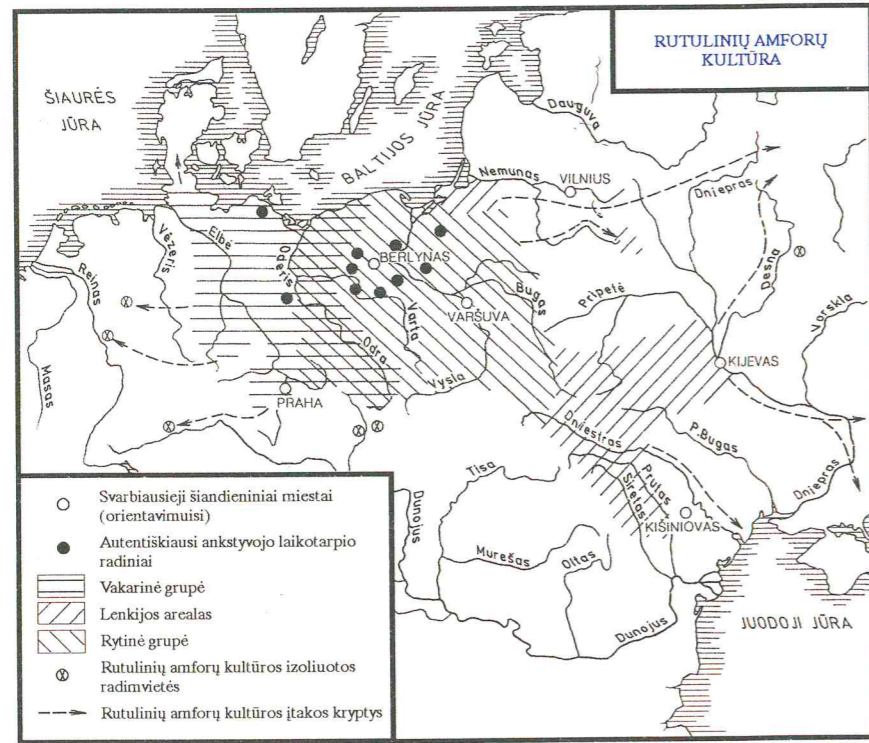 RUTULINIŲ AMFORŲ
KULTŪRA
ŠIAURĖS
JŪRA
BALTIJOS JŪRA
Dauguva
Nemunas
VILNIUS
Dniepras
Desna
Vorskla
Elbė
Vėzeris
Reinas
Masas
Oderis
BERLYNAS
Bugas
Pripetė
VARŠUVA
Varta
Odra
Vysla
KIJEVAS
PRAHA
Dniestras
P.Bugas
Dniepras
Tisa
Prutas
Siretas
KIŠINIOVAS
Dunojus
Murešas
Oltas
Dunojus
JUODOJI JŪRA
Svarbiausieji šiandieniniai miestai
(orientavimuisi)
Autentiškiausi ankstyvojo laikotarpio
radiniai
Vakarinė grupė
Lenkijos arealas
Rytinė grupė
Rutulinių amforų kultūros izoliuotos
radimvietės
Rutulinių amforų kultūros įtakos kryptys